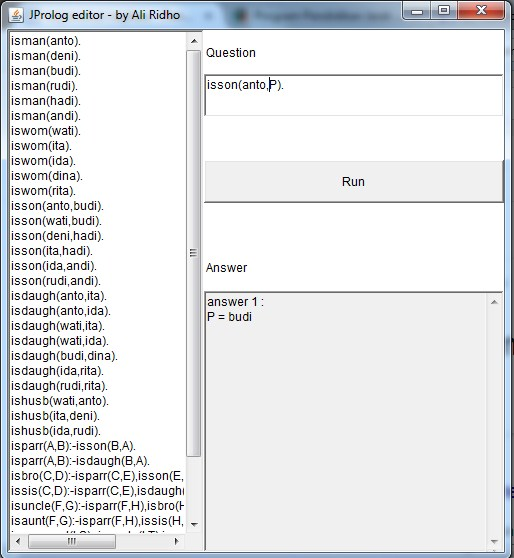 JProlog editor - by Ali Ridho
isman(anto).
isman(deni).
isman(budi).
isman(rudi).
isman(hadi).
isman(andi).
iswom(wati).
iswom(ita).
iswom(ida).
iswom(dina).
iswom(rita).
isson(anto,budi).
isson(wati,budi).
isson(deni,hadi).
isson(ita,hadi).
isson(ida,andi).
isson(rudi,andi).
isdaugh(anto,ita).
isdaugh(anto,ida).
isdaugh(wati,ita).
isdaugh(wati,ida).
isdaugh(budi,dina).
isdaugh(ida,rita).
isdaugh(rudi,rita).
ishusb(wati,anto).
ishusb(ita,deni).
ishusb(ida,rudi).
isparr(A,B):-isson(B,A).
isparr(A,B):-isdaugh(B,A).
isbro(C,D):-isparr(C,E),isson(E,
issis(C,D):-isparr(C,E),isdaugh(
isuncle(F,G):-isparr(F,H),isbro(H
isaunt(F,G):-isparr(F,H),issis(H,
Question
isson(anto,P).
Run
Answer
answer 1 :
P = budi